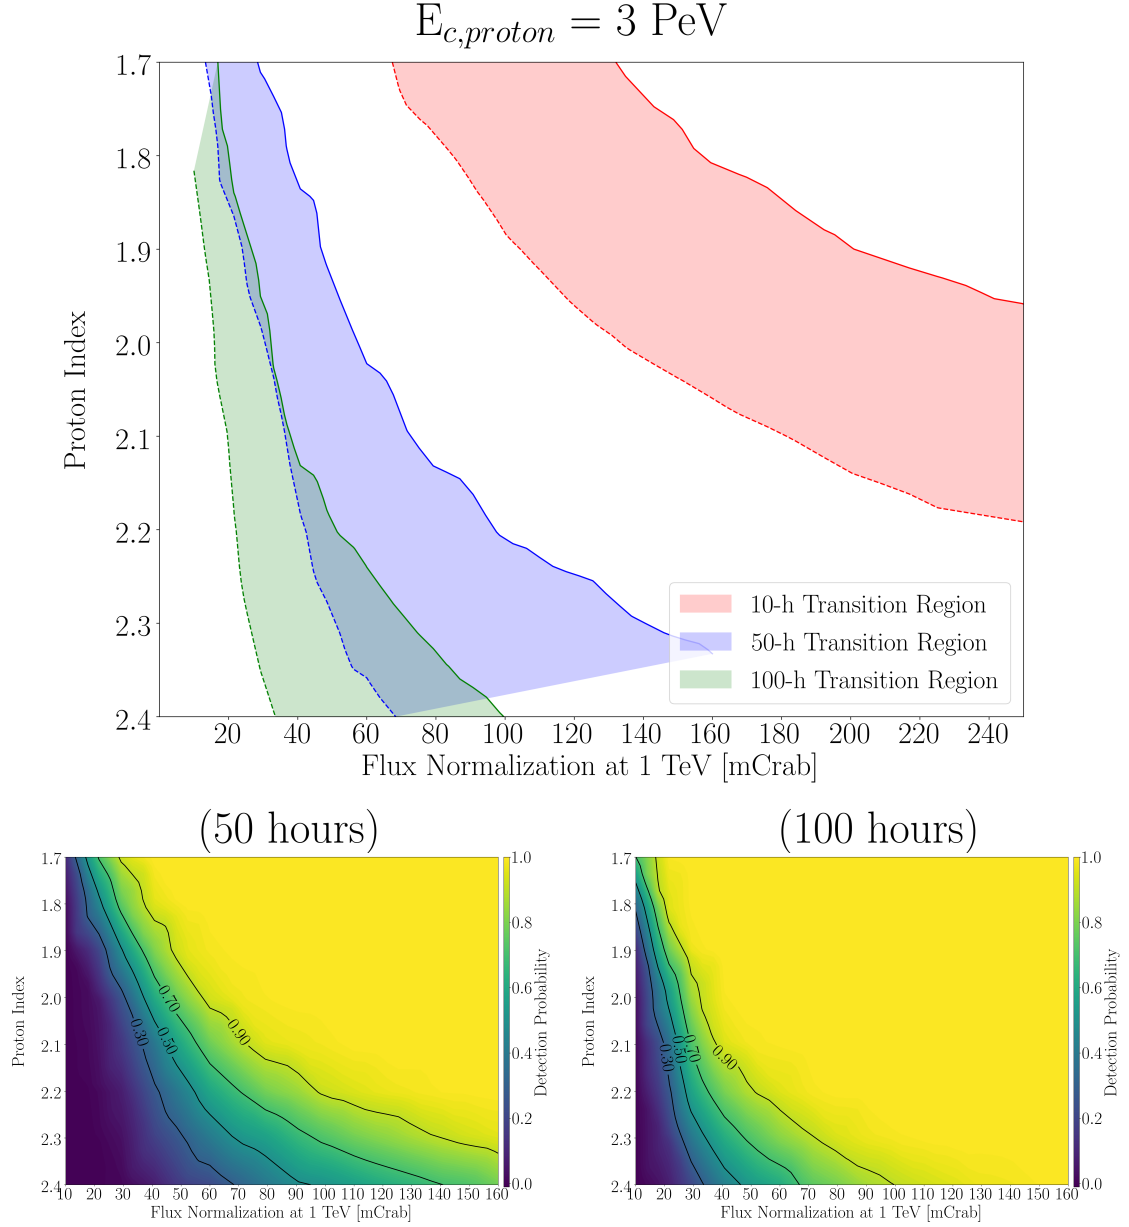 E_{c,proton} = 3 PeV
1.7
1.8
1.9
2.0
2.1
2.2
2.3
2.4
Proton Index
10-h Transition Region
50-h Transition Region
100-h Transition Region
20 40 60 80 100 120 140 160 180 200 220 240
Flux Normalization at 1 TeV [mCrab]
(50 hours)
1.7
1.8
1.9
2.0
2.1
2.2
2.3
2.4
Proton Index
0.30
0.50
0.70
0.90
10 20 30 40 50 60 70 80 90 100 110 120 130 140 150 160
Flux Normalization at 1 TeV [mCrab]
1.0
0.8
0.6
0.4
0.2
0.0
Detection Probability
(100 hours)
1.7
1.8
1.9
2.0
2.1
2.2
2.3
2.4
Proton Index
0.30
0.50
0.70
0.90
10 20 30 40 50 60 70 80 90 100 110 120 130 140 150 160
Flux Normalization at 1 TeV [mCrab]
1.0
0.8
0.6
0.4
0.2
0.0
Detection Probability